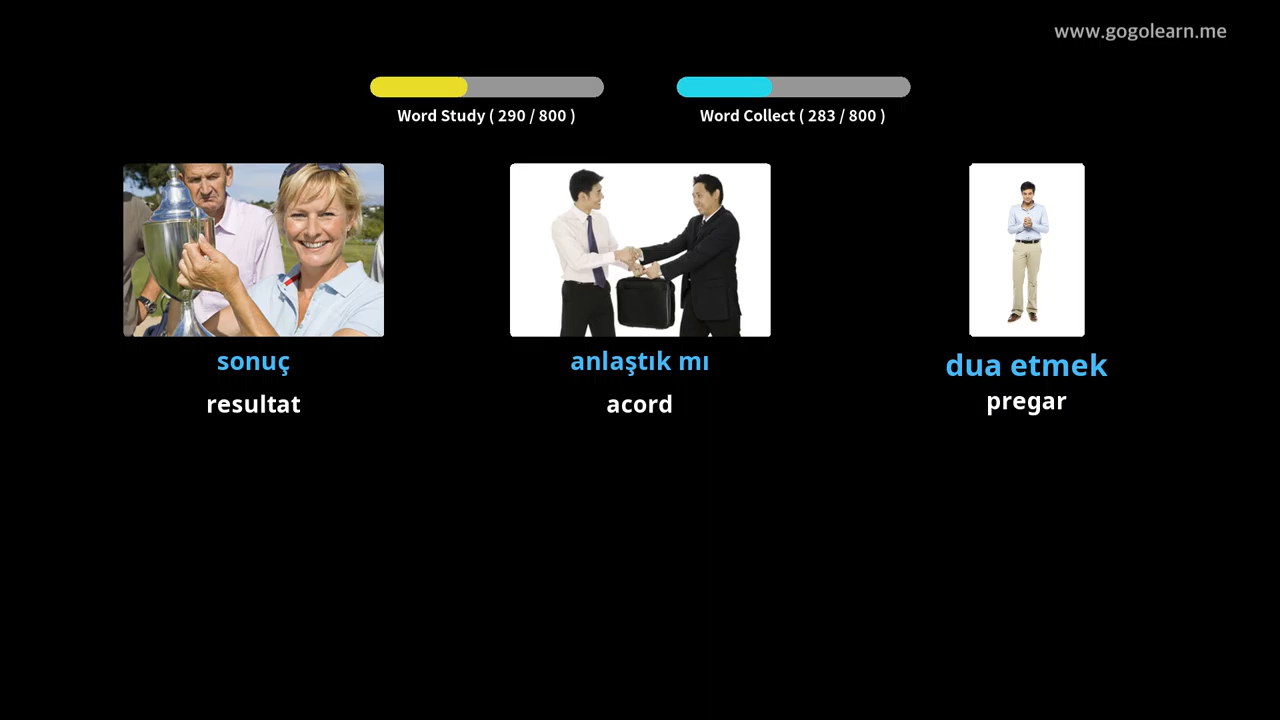 www.gogolearn.me
Word Study ( 290 / 800 )
Word Collect ( 283 / 800 )
sonuç
resultat
anlaştık mı
acord
dua etmek
pregar